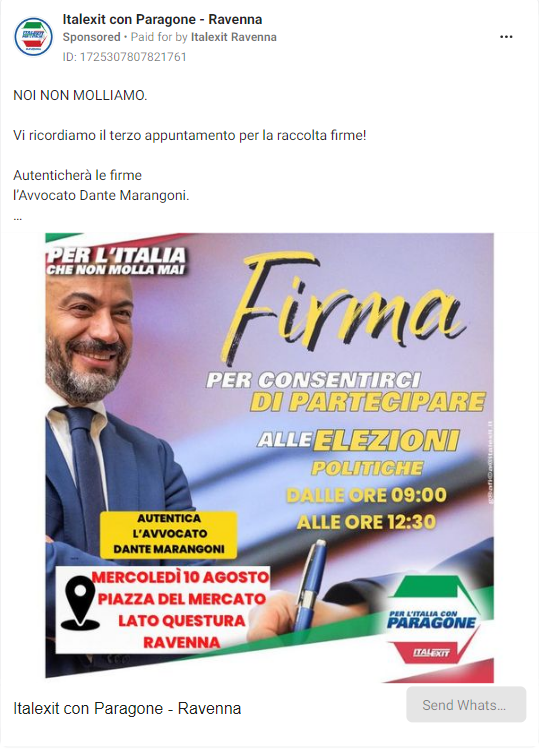 Italexit con Paragone - Ravenna
Sponsored • Paid for by Italexit Ravenna
ID: 1725307807821761
NOI NON MOLLIAMO.
Vi ricordiamo il terzo appuntamento per la raccolta firme!
Autenticherà le firme
l'Avvocato Dante Marangoni.
...
PER L'ITALIA
CHE NON MOLLA MAI
Firma
PER CONSENTIRCI
DI PARTECIPARE
ALLE ELEZIONI
POLITICHE
DALLE ORE 09:00
ALLE ORE 12:30
AUTENTICA
L'AVVOCATO
DANTE MARANGONI
MERCOLEDÌ 10 AGOSTO
PIAZZA DEL MERCATO
LATO QUESTURA
RAVENNA
PER L'ITALIA CON
PARAGONE
ITALEXIT
Italexit con Paragone - Ravenna
Send Whats...